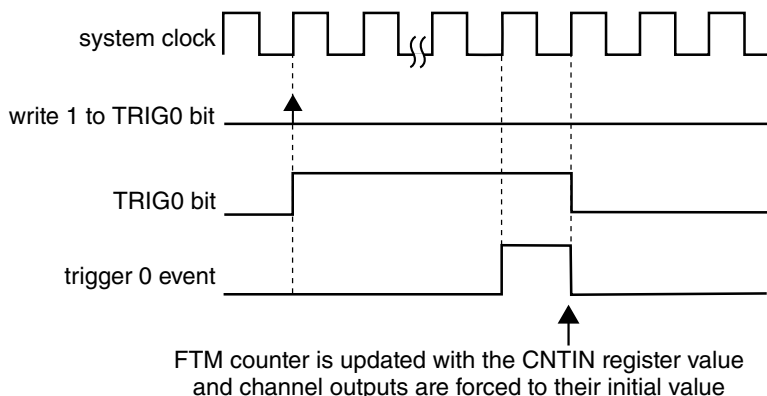 system clock
write 1 to TRIG0 bit
TRIG0 bit
trigger 0 event
FTM counter is updated with the CNTIN register value
and channel outputs are forced to their initial value